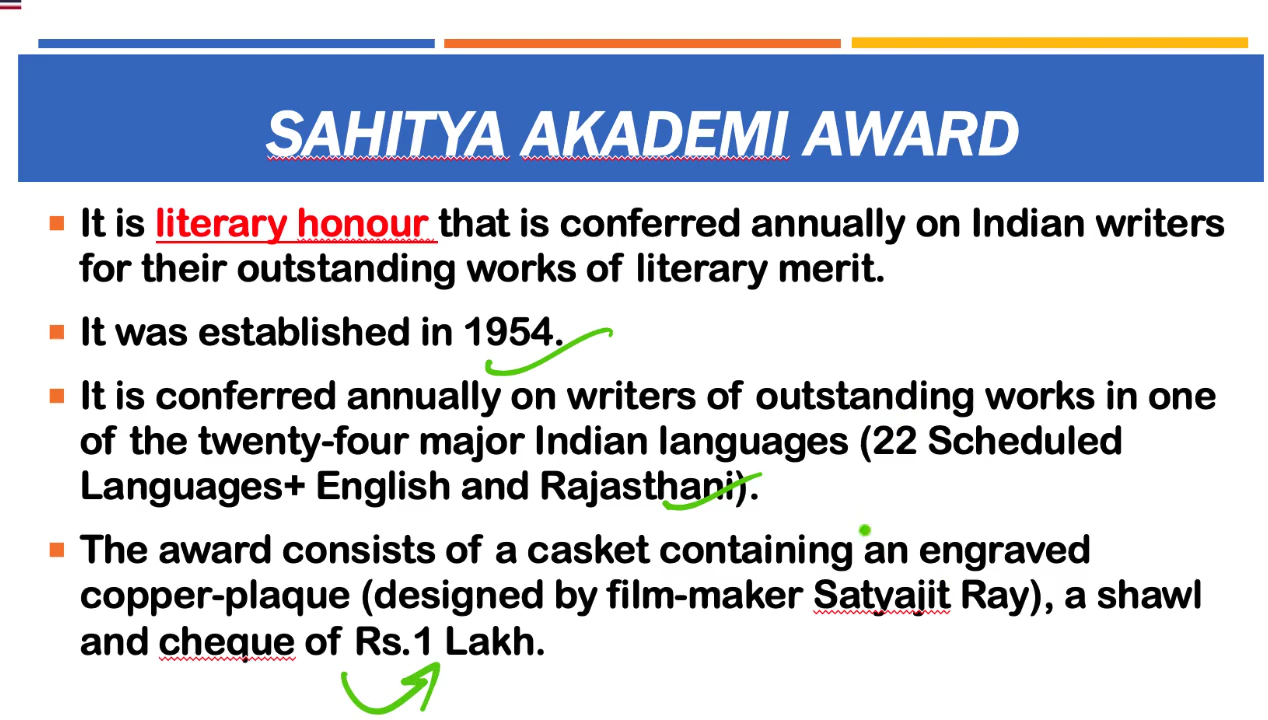 SAHITYA AKADEMI AWARD
It is literary honour that is conferred annually on Indian writers
for their outstanding works of literary merit.
It was established in 1954.
It is conferred annually on writers of outstanding works in one
of the twenty-four major Indian languages (22 Scheduled
Languages+ English and Rajasthani).
The award consists of a casket containing an engraved
copper-plaque (designed by film-maker Satyajit Ray), a shawl
and cheque of Rs.1 Lakh.